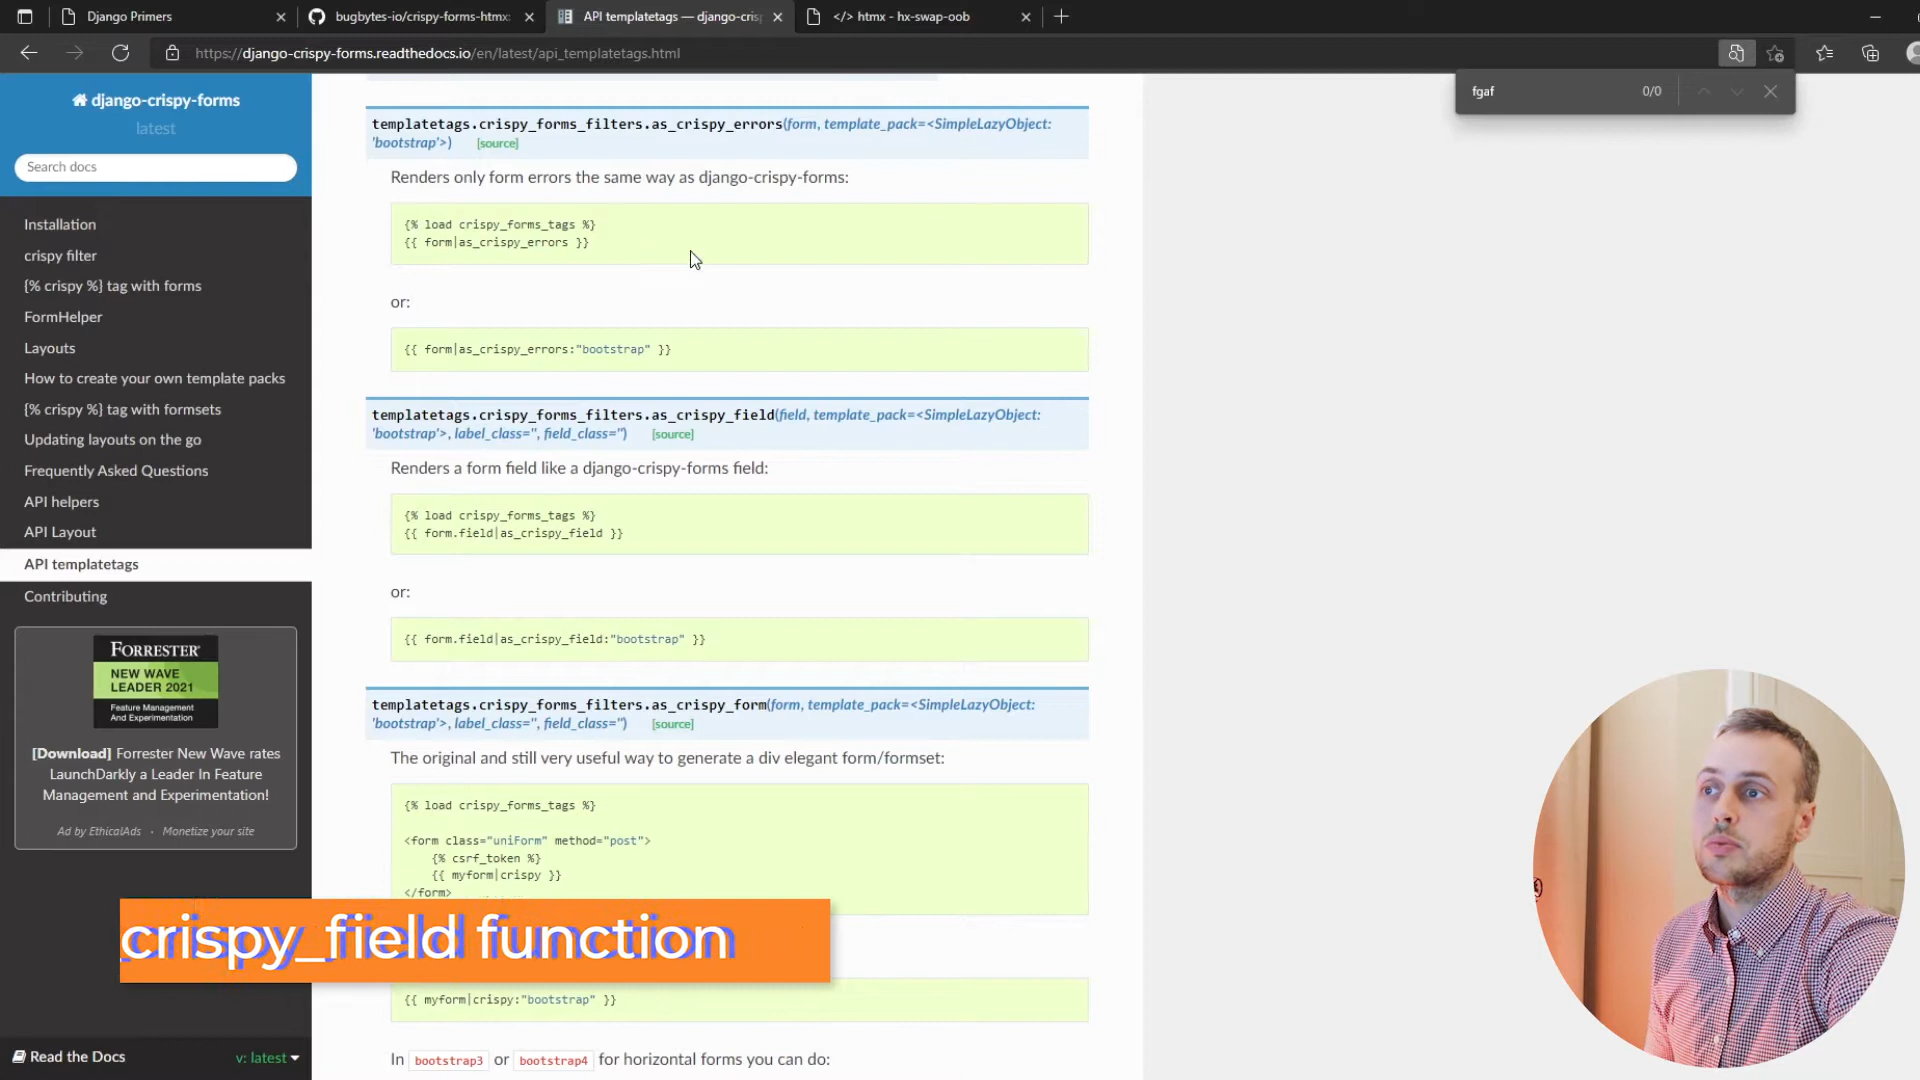 Django Primers
bugbytes-io/crispy-forms-htmx:
API templatetags — django-cris
</> htmx - hx-swap-oob
https://django-crispy-forms.readthedocs.io/en/latest/api_templatetags.html
fgaf 0/0
django-crispy-forms
latest
Search docs
Installation
crispy filter
{% crispy %} tag with forms
FormHelper
Layouts
How to create your own template packs
{% crispy %} tag with formsets
Updating layouts on the go
Frequently Asked Questions
API helpers
API Layout
API templatetags
Contributing
FORRESTER
NEW WAVE
LEADER 2021
Feature Management
And Experimentation
[Download] Forrester New Wave rates
LaunchDarkly a Leader In Feature
Management and Experimentation!
Ad by EthicalAds · Monetize your site
Read the Docs v: latest
templatetags.crispy_forms_filters.as_crispy_errors(form, template_pack=<SimpleLazyObject:
'bootstrap'>) [source]
Renders only form errors the same way as django-crispy-forms:
{% load crispy_forms_tags %}
{{ form|as_crispy_errors }}
or:
{{ form|as_crispy_errors:"bootstrap" }}
templatetags.crispy_forms_filters.as_crispy_field(field, template_pack=<SimpleLazyObject:
'bootstrap'>, label_class='', field_class='') [source]
Renders a form field like a django-crispy-forms field:
{% load crispy_forms_tags %}
{{ form.field|as_crispy_field }}
or:
{{ form.field|as_crispy_field:"bootstrap" }}
templatetags.crispy_forms_filters.as_crispy_form(form, template_pack=<SimpleLazyObject:
'bootstrap'>, label_class='', field_class='') [source]
The original and still very useful way to generate a div elegant form/formset:
{% load crispy_forms_tags %}
<form class="uniForm" method="post">
{% csrf_token %}
{{ myform|crispy }}
</form>
crispy_field function
{{ myform|crispy:"bootstrap" }}
In bootstrap3 or bootstrap4 for horizontal forms you can do: